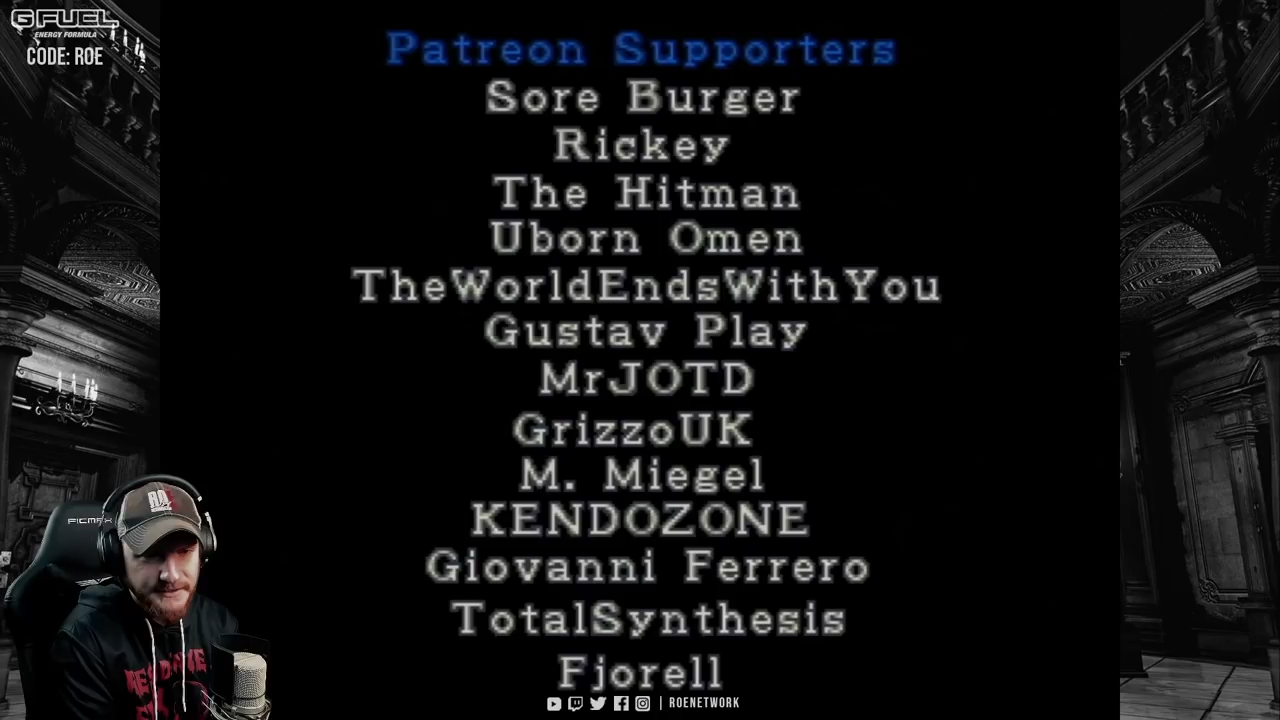 GFUEL
ENERGY FORMULA
CODE: ROE
Patreon Supporters
Sore Burger
Rickey
The Hitman
Uborn Omen
TheWorldEndsWithYou
Gustav Play
MrJOTD
GrizzoUK
M. Miegel
KENDOZONE
Giovanni Ferrero
TotalSynthesis
Fjorell
| ROENETWORK